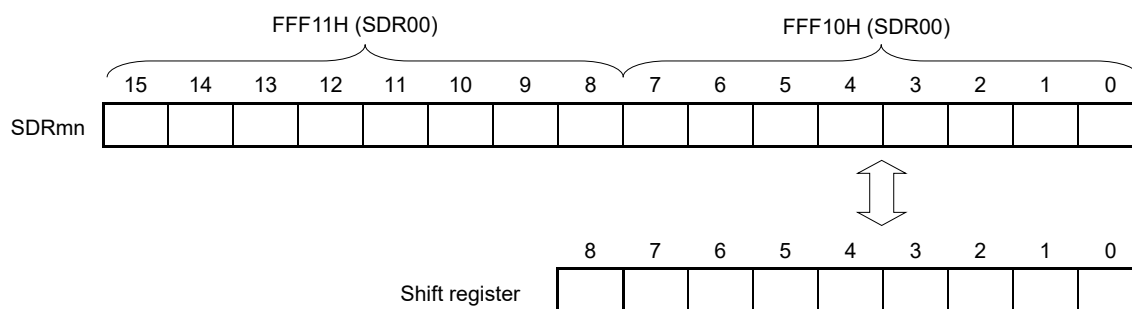 FFF11H (SDR00) FFF10H (SDR00)
15 14 13 12 11 10 9 8 7 6 5 4 3 2 1 0
SDRmn
8 7 6 5 4 3 2 1 0
Shift register